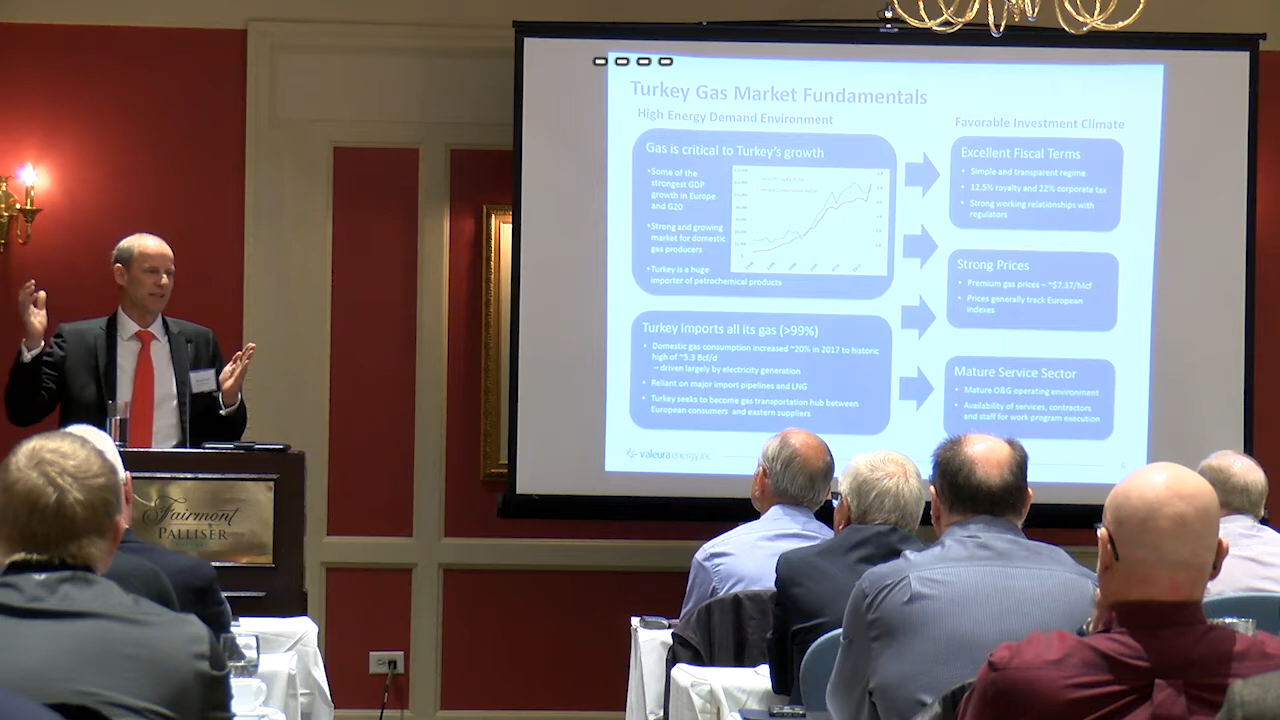 Turkey Gas Market Fundamentals
High Energy Demand Environment
Gas is critical to Turkey's growth
•Some of the
strongest GDP
growth in Europe
and G20
•Strong and growing
market for domestic
gas producers
•Turkey is a huge
importer of petrochemical products
Turkey imports all its gas (>99%)
• Domestic gas consumption increased ~20% in 2017 to historic
high of ~5.3 Bcf/d
– driven largely by electricity generation
• Reliant on major import pipelines and LNG
• Turkey seeks to become gas transportation hub between
European consumers and eastern suppliers
Favorable Investment Climate
Excellent Fiscal Terms
• Simple and transparent regime
• 12.5% royalty and 22% corporate tax
• Strong working relationships with
regulators
Strong Prices
• Premium gas prices – ~$7.37/Mcf
• Prices generally track European
indexes
Mature Service Sector
• Mature O&G operating environment
• Availability of services, contractors
and staff for work program execution
valeura energy inc
6
Fairmont
PALLISER